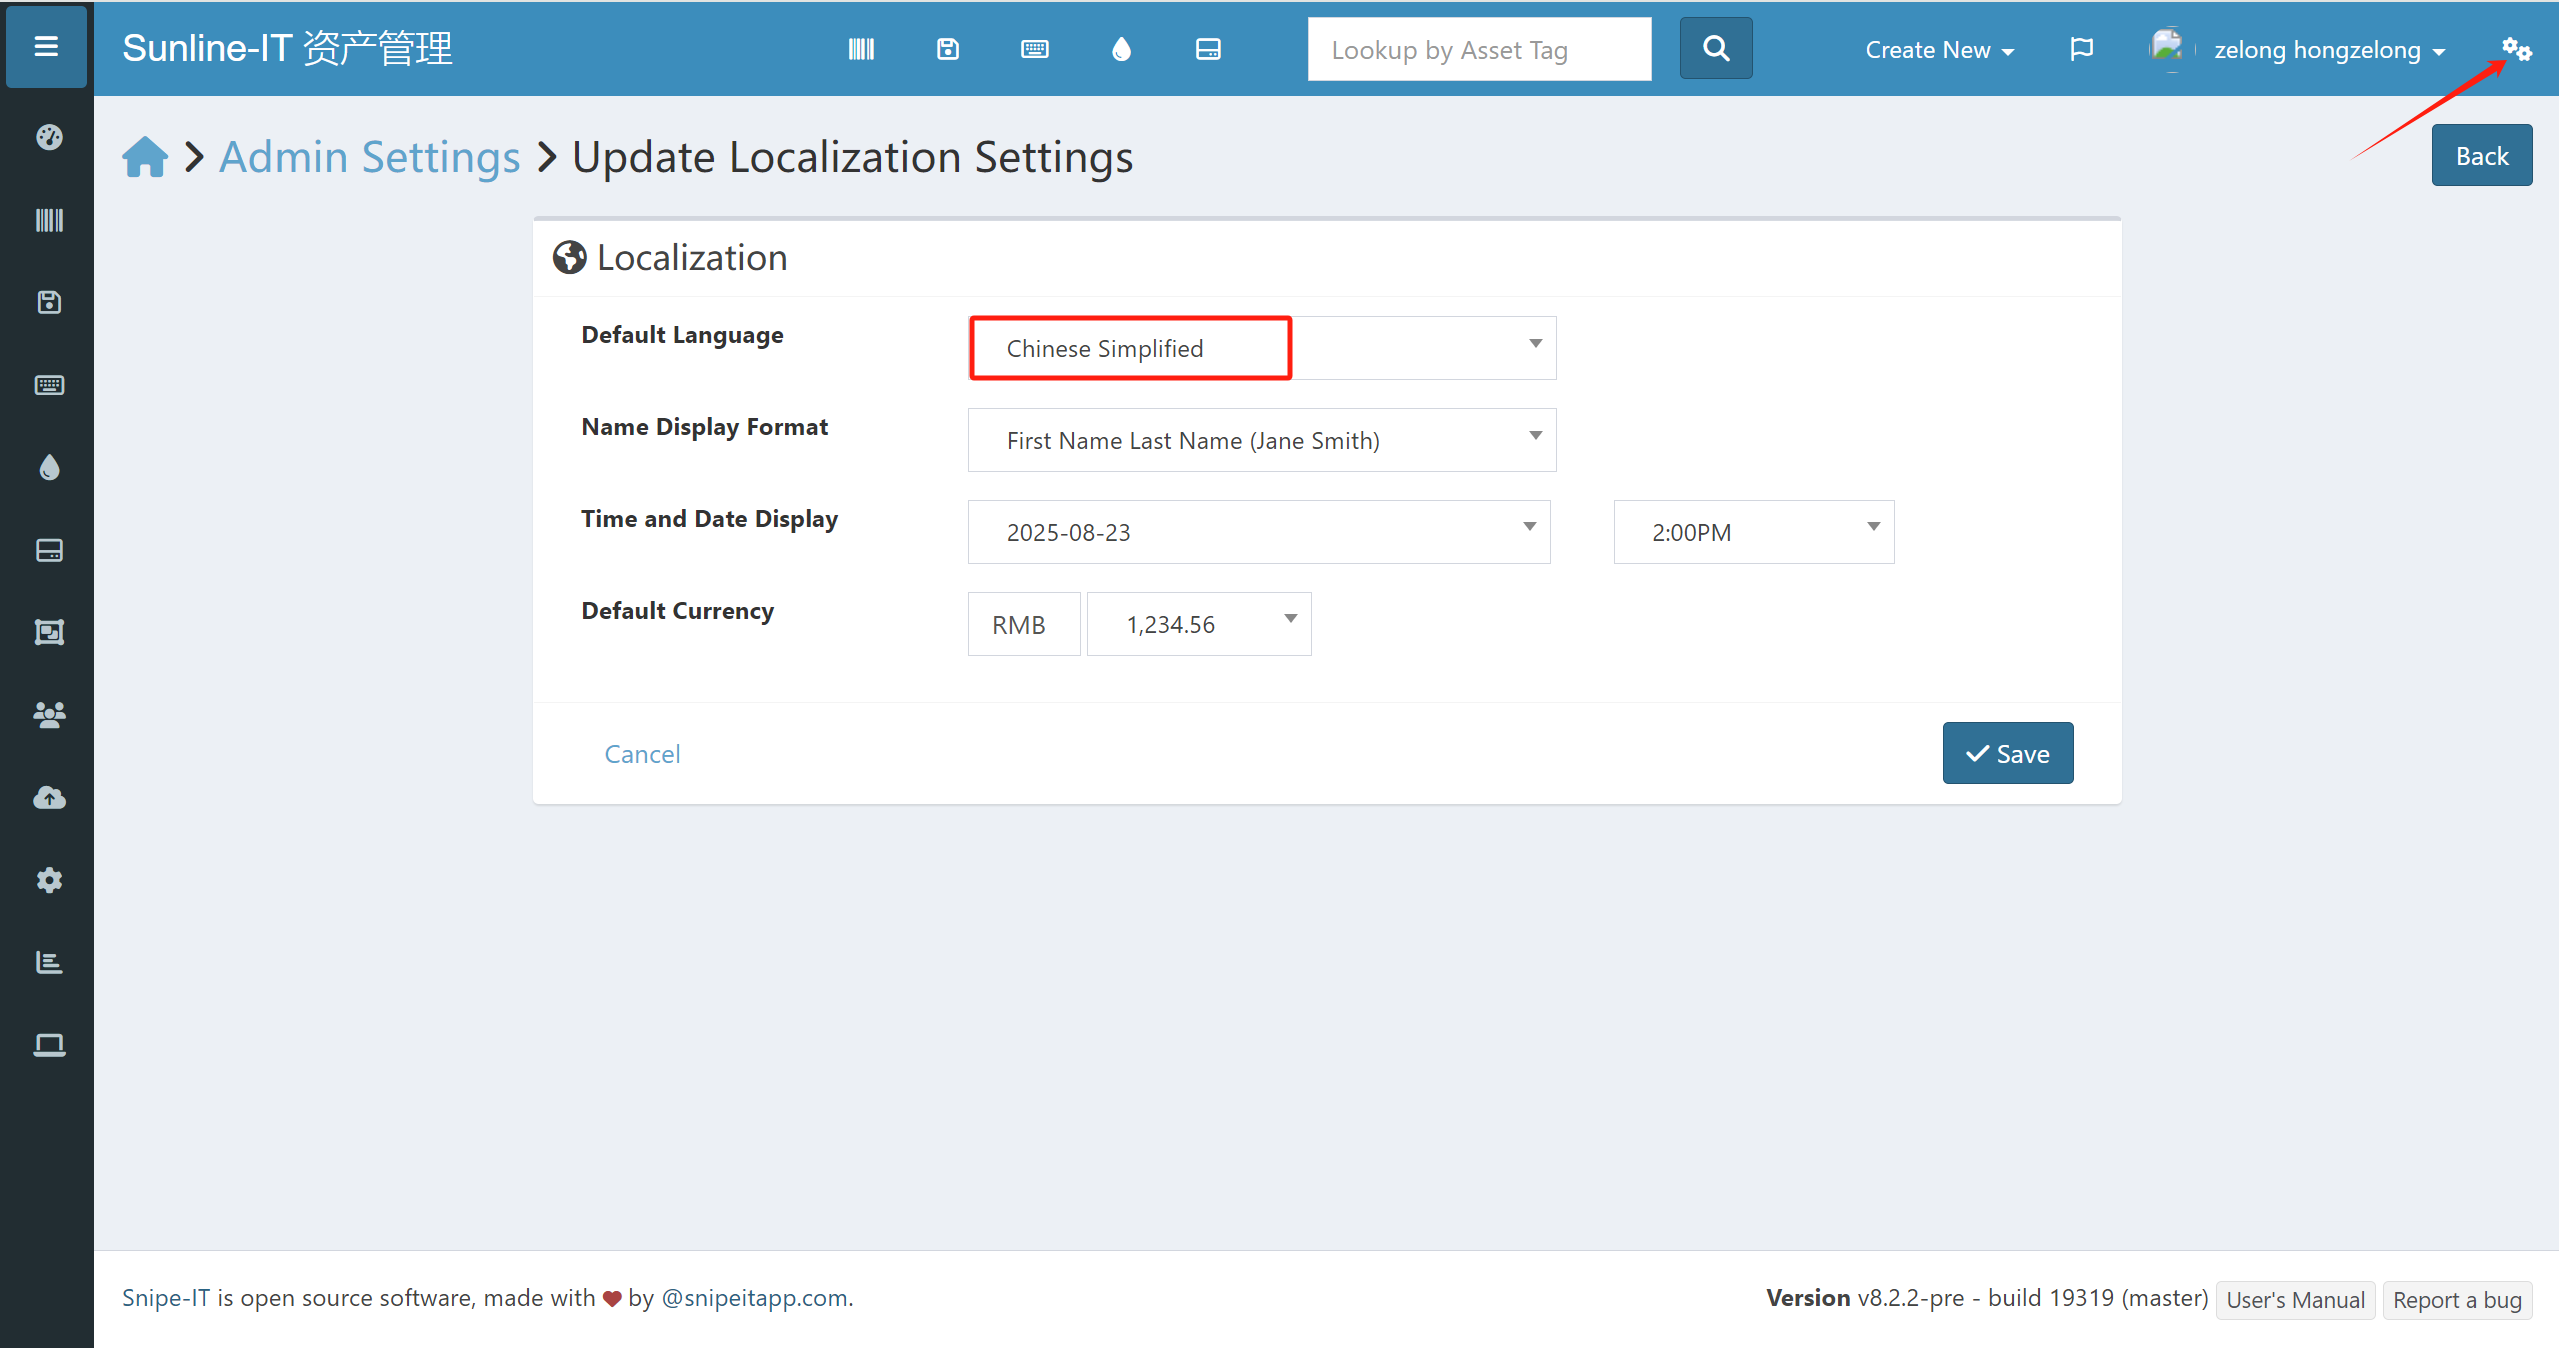 Sunline-IT 资产管理
Lookup by Asset Tag
Create New
zelong hongzelong
Admin Settings
Update Localization Settings
Back
Localization
Default Language
Chinese Simplified
Name Display Format
First Name Last Name (Jane Smith)
Time and Date Display
2025-08-23
2:00PM
Default Currency
RMB
1,234.56
Cancel
Save
Snipe-IT is open source software, made with by @snipeitapp.com.
Version v8.2.2-pre - build 19319 (master)
User's Manual
Report a bug